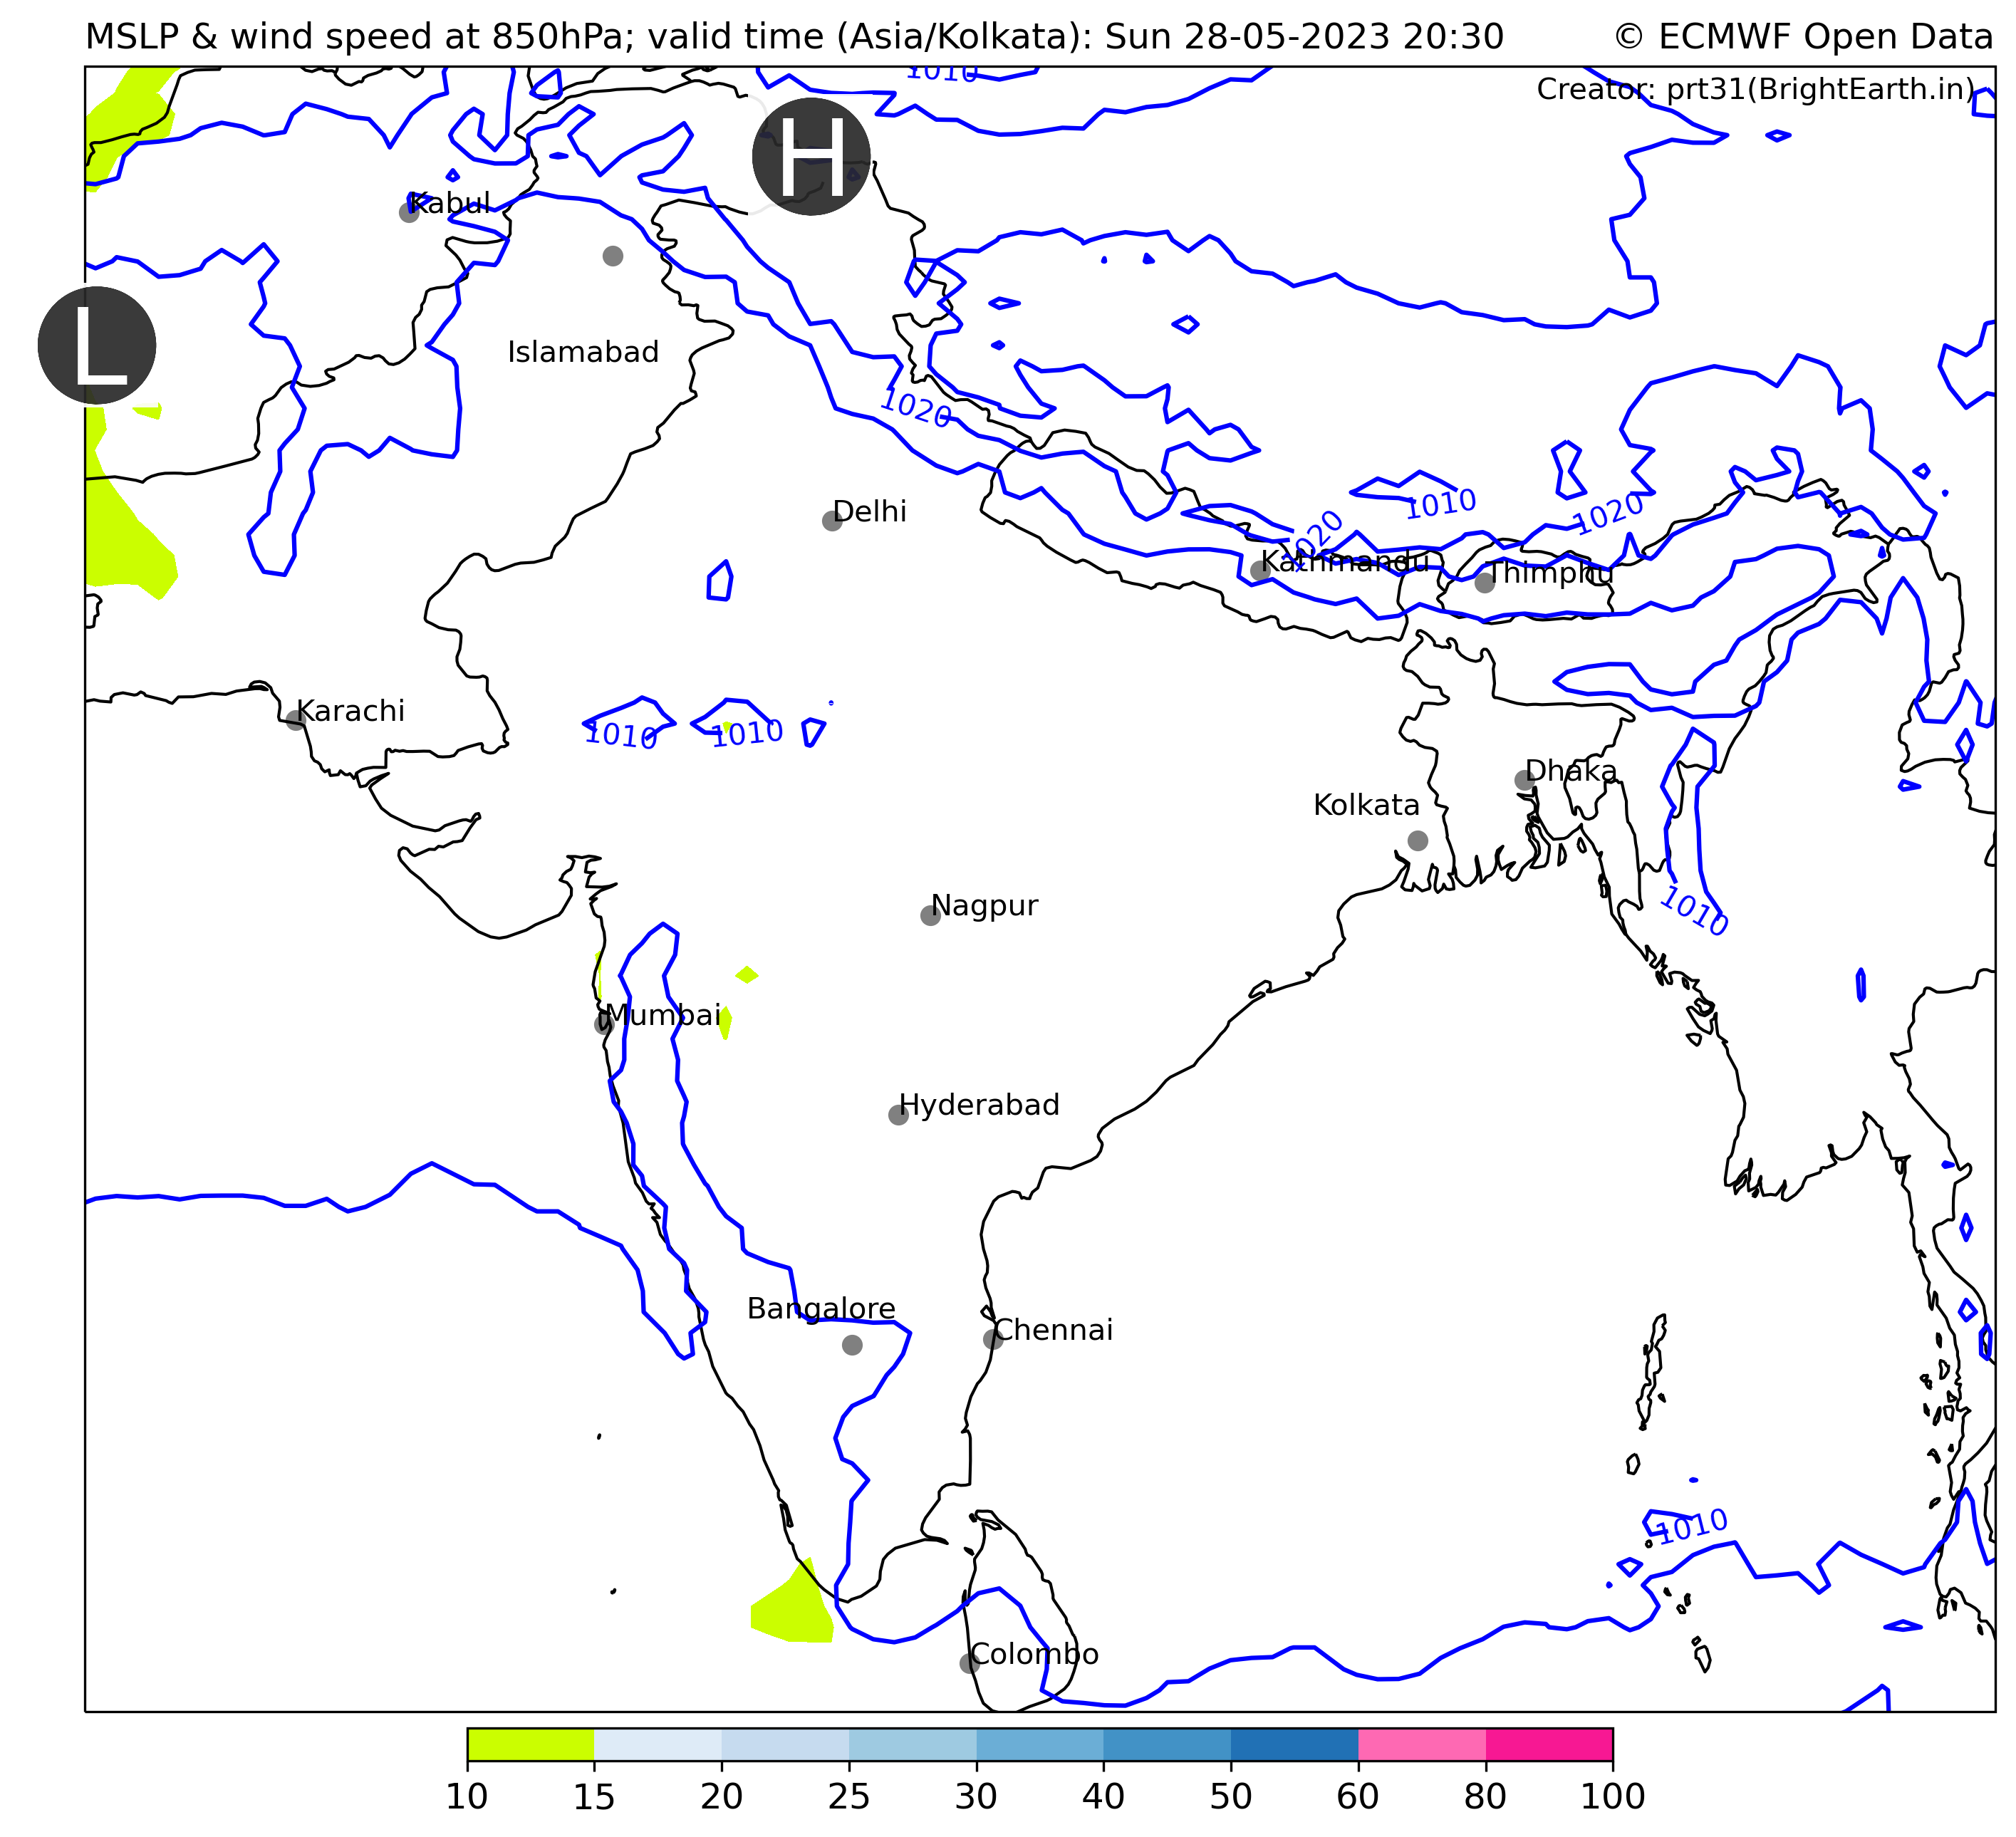 MSLP & wind speed at 850hPa; valid time (Asia/Kolkata): Sun 28-05-2023 20:30
© ECMWF Open Data
1010
Creator: prt31(BrightEarth.in)
H
Kabul
L
Islamabad
1020
Delhi
1010
1020
1020
Kathmandu
Thimphu
Karachi
1010
1010
Dhaka
Kolkata
Nagpur
1010
Mumbai
Hyderabad
Bangalore
Chennai
1010
Colombo
10 15 20 25 30 40 50 60 80 100